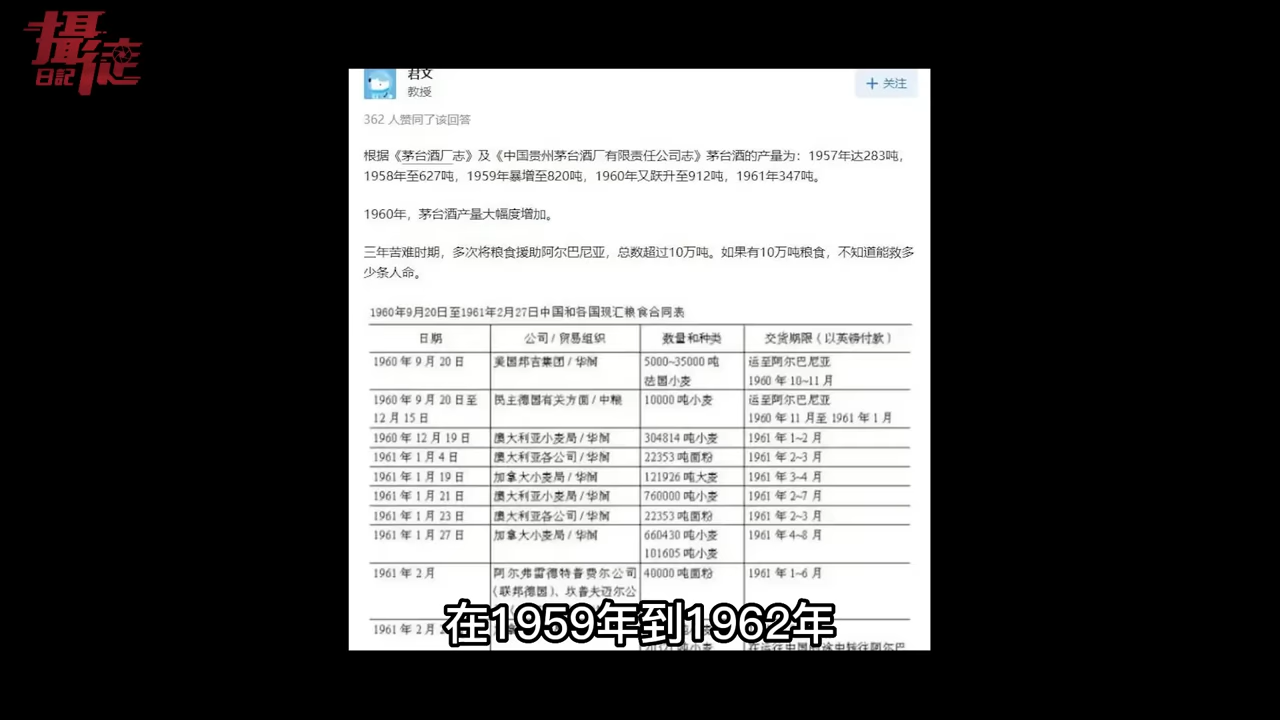 攝徒
日記
君文
教授
+ 关注
362 人赞同了该回答
根据《茅台酒厂志》及《中国贵州茅台酒厂有限责任公司志》茅台酒的产量为：1957年达283吨，
1958年至627吨，1959年暴增至820吨，1960年又跃升至912吨，1961年347吨。
1960年，茅台酒产量大幅度增加。
三年苦难时期，多次将粮食援助阿尔巴尼亚，总数超过10万吨。如果有10万吨粮食，不知道能救多
少条人命。
1960年9月20日至1961年2月27日中国和各国现汇粮食合同表
日期 公司 / 贸易组织 数量和种类 交货期限（以英镑付款）
1960 年 9 月 20 日 美国邦吉集团 / 华润 5000~35000 吨 运至阿尔巴尼亚
法国小麦 1960 年 10~11 月
1960 年 9 月 20 日至 民主德国有关方面 / 中粮 10000 吨小麦 运至阿尔巴尼亚
12 月 15 日 1960 年 11 月至 1961 年 1 月
1960 年 12 月 19 日 澳大利亚小麦局 / 华润 304814 吨小麦 1961 年 1~2 月
1961 年 1 月 4 日 澳大利亚各公司 / 华润 22353 吨面粉 1961 年 2~3 月
1961 年 1 月 19 日 加拿大小麦局 / 华润 121926 吨大麦 1961 年 3~4 月
1961 年 1 月 21 日 澳大利亚小麦局 / 华润 760000 吨小麦 1961 年 2~7 月
1961 年 1 月 23 日 澳大利亚各公司 / 华润 22353 吨面粉 1961 年 2~3 月
1961 年 1 月 27 日 加拿大小麦局 / 华润 660430 吨小麦 1961 年 4~8 月
101605 吨小麦
1961 年 2 月 阿尔弗雷德特普费尔公司 40000 吨面粉 1961 年 1~6 月
（联邦德国）、坎普夫迈尔公
在1959年到1962年
1961 年 2 月 2